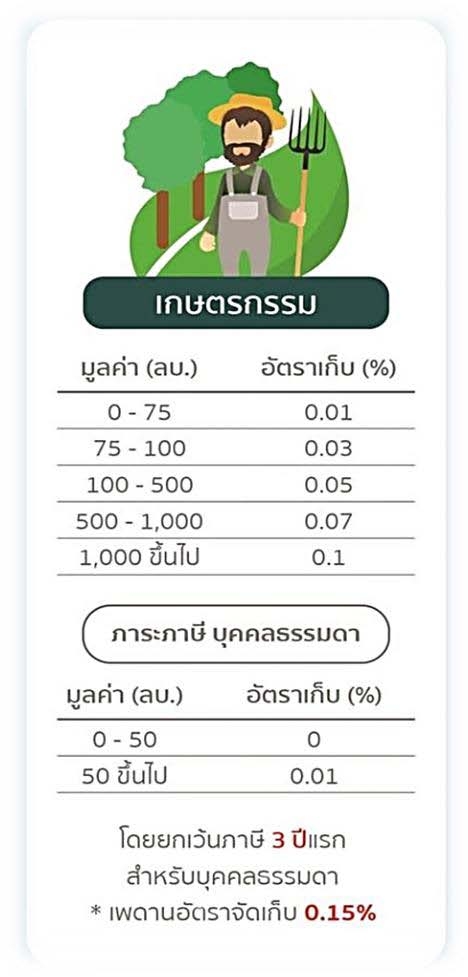 เกษตรกรรม
มูลค่า (ลบ.) อัตราเก็บ (%)
0 - 75 0.01
75 - 100 0.03
100 - 500 0.05
500 - 1,000 0.07
1,000 ขึ้นไป 0.1
ภาระภาษี บุคคลธรรมดา
มูลค่า (ลบ.) อัตราเก็บ (%)
0 - 50 0
50 ขึ้นไป 0.01
โดยยกเว้นภาษี 3 ปีแรก
สำหรับบุคคลธรรมดา
* เพดานอัตราจัดเก็บ 0.15%